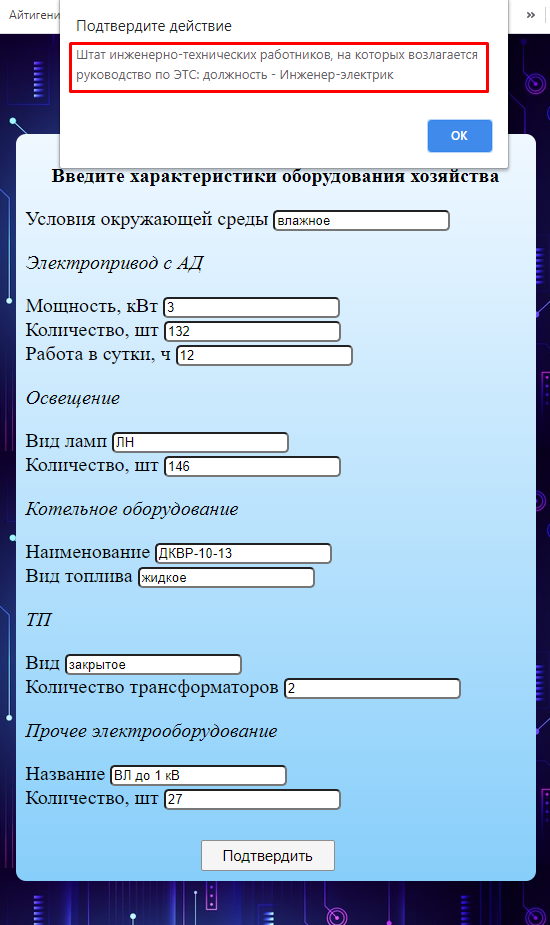 Айтигени
»
Подтвердите действие
Штат инженерно-технических работников, на которых возлагается
руководство по ЭТС: должность - Инженер-электрик
ОК
Введите характеристики оборудования хозяйства
Условия окружающей среды влажное
Электропривод с АД
Мощность, кВт 3
Количество, шт 132
Работа в сутки, ч 12
Освещение
Вид ламп ЛН
Количество, шт 146
Котельное оборудование
Наименование ДКВР-10-13
Вид топлива жидкое
ТП
Вид закрытое
Количество трансформаторов 2
Прочее электрооборудование
Название ВЛ до 1 кВ
Количество, шт 27
Подтвердить